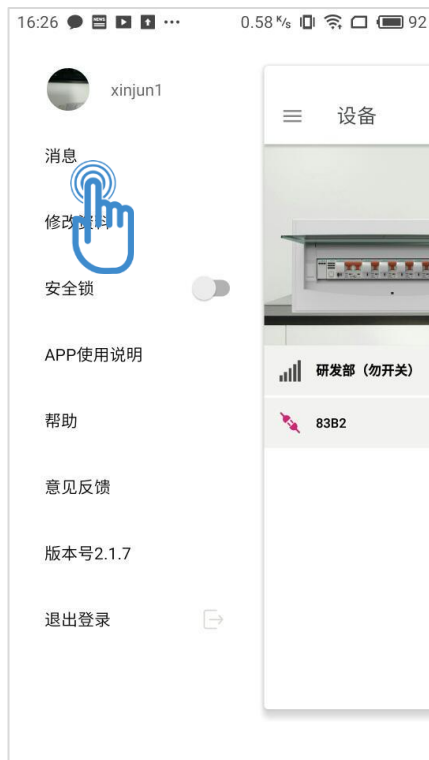 16:26 0.58 K/s 92
xinjun1
设备
消息
修改资料
安全锁
APP使用说明
研发部（勿开关）
帮助
83B2
意见反馈
版本号2.1.7
退出登录